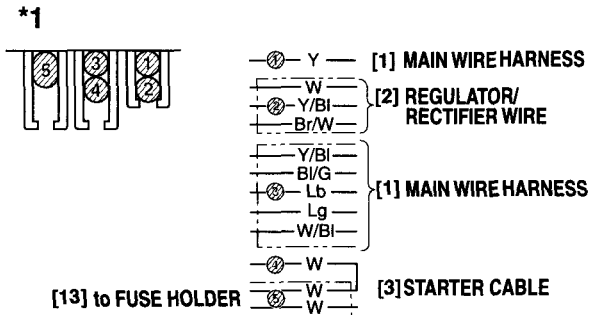 *1
5 3 1
4 2
1 Y [1] MAIN WIRE HARNESS
W
2 Y/Bl [2] REGULATOR/
Br/W RECTIFIER WIRE
Y/Bl
Bl/G
3 Lb [1] MAIN WIRE HARNESS
Lg
W/Bl
4 W
[13] to FUSE HOLDER 5 W [3] STARTER CABLE
W